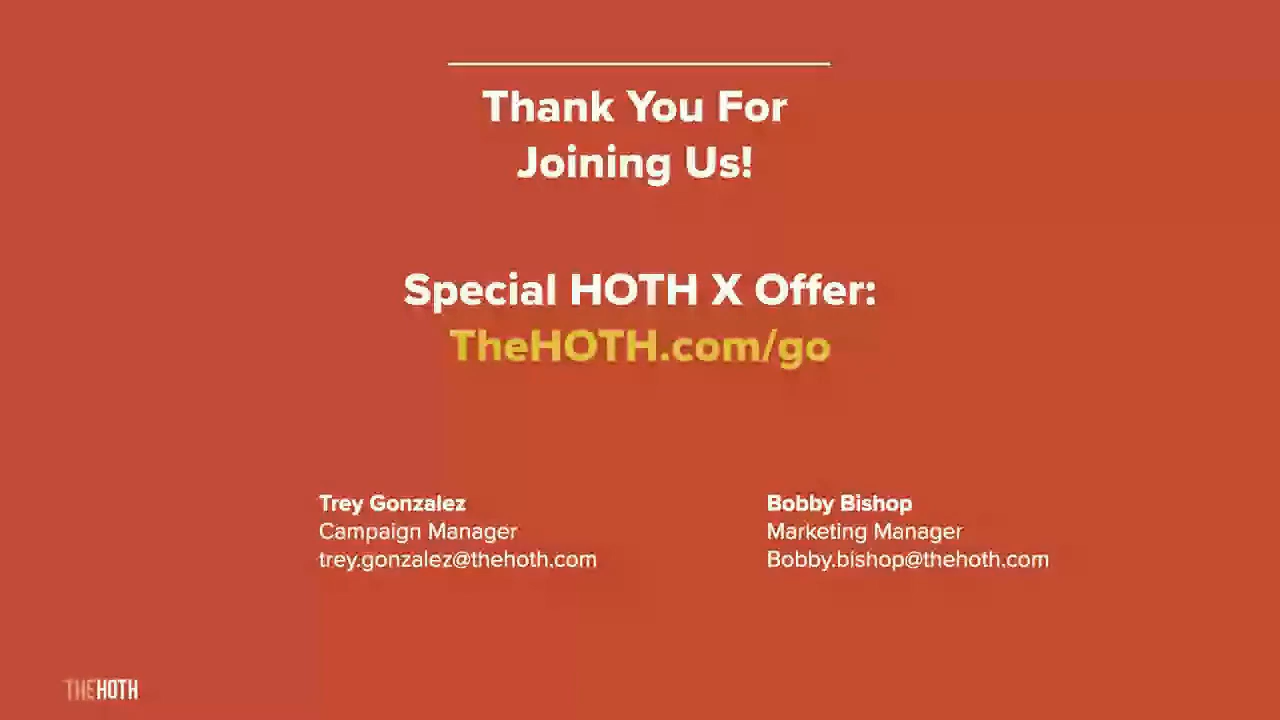 Thank You For
Joining Us!
Special HOTH X Offer:
TheHOTH.com/go
Trey Gonzalez
Campaign Manager
trey.gonzalez@thehoth.com
Bobby Bishop
Marketing Manager
Bobby.bishop@thehoth.com
THEHOTH